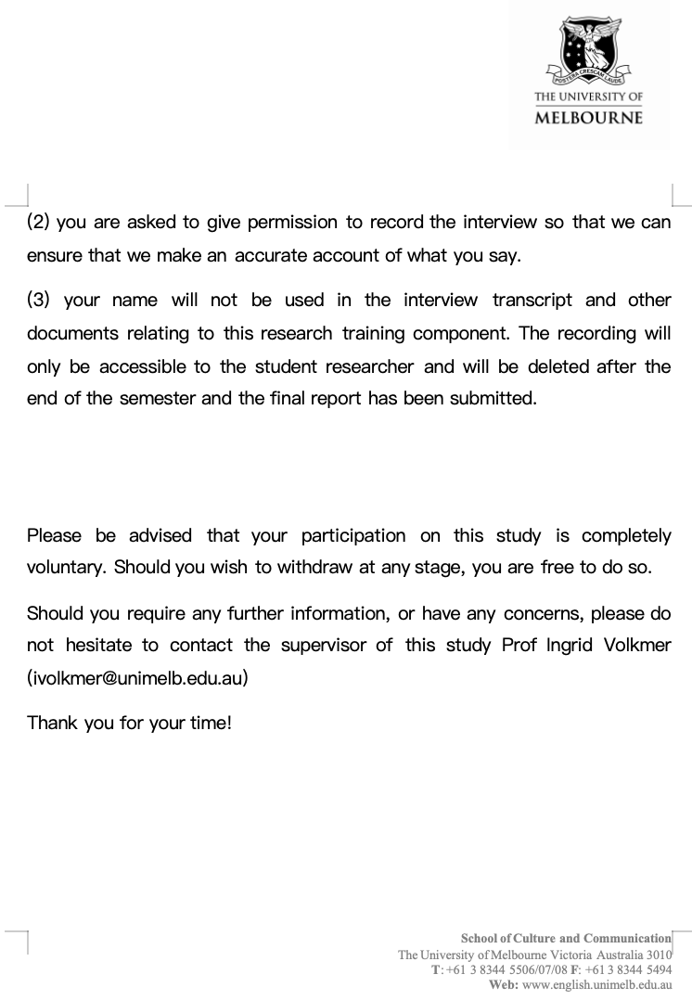 POSTERA CRESCAM LAUDE
THE UNIVERSITY OF
MELBOURNE
(2) you are asked to give permission to record the interview so that we can
ensure that we make an accurate account of what you say.
(3) your name will not be used in the interview transcript and other
documents relating to this research training component. The recording will
only be accessible to the student researcher and will be deleted after the
end of the semester and the final report has been submitted.
Please be advised that your participation on this study is completely
voluntary. Should you wish to withdraw at any stage, you are free to do so.
Should you require any further information, or have any concerns, please do
not hesitate to contact the supervisor of this study Prof Ingrid Volkmer
(ivolkmer@unimelb.edu.au)
Thank you for your time!
School of Culture and Communication
The University of Melbourne Victoria Australia 3010
T: +61 3 8344 5506/07/08 F: +61 3 8344 5494
Web: www.english.unimelb.edu.au